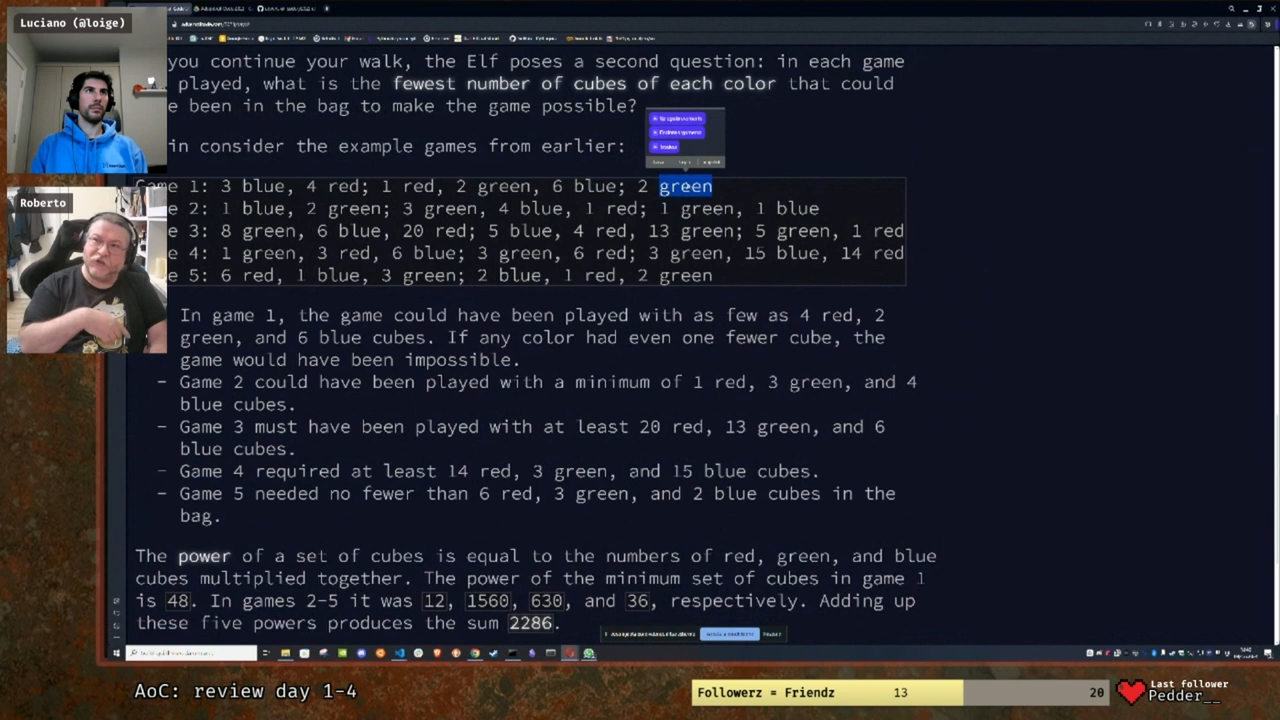 Luciano (@loige)
Roberto
you continue your walk, the Elf poses a second question: in each game
played, what is the fewest number of cubes of each color that could
e been in the bag to make the game possible?
in consider the example games from earlier:
Game 1: 3 blue, 4 red; 1 red, 2 green, 6 blue; 2 green
e 2: 1 blue, 2 green; 3 green, 4 blue, 1 red; 1 green, 1 blue
e 3: 8 green, 6 blue, 20 red; 5 blue, 4 red, 13 green; 5 green, 1 red
e 4: 1 green, 3 red, 6 blue; 3 green, 6 red; 3 green, 15 blue, 14 red
e 5: 6 red, 1 blue, 3 green; 2 blue, 1 red, 2 green
In game 1, the game could have been played with as few as 4 red, 2
green, and 6 blue cubes. If any color had even one fewer cube, the
game would have been impossible.
- Game 2 could have been played with a minimum of 1 red, 3 green, and 4
blue cubes.
- Game 3 must have been played with at least 20 red, 13 green, and 6
blue cubes.
- Game 4 required at least 14 red, 3 green, and 15 blue cubes.
- Game 5 needed no fewer than 6 red, 3 green, and 2 blue cubes in the
bag.
The power of a set of cubes is equal to the numbers of red, green, and blue
cubes multiplied together. The power of the minimum set of cubes in game 1
is 48. In games 2-5 it was 12, 1560, 630, and 36, respectively. Adding up
these five powers produces the sum 2286.
AoC: review day 1-4
Followerz = Friendz 13 20
Last follower
Pedder__